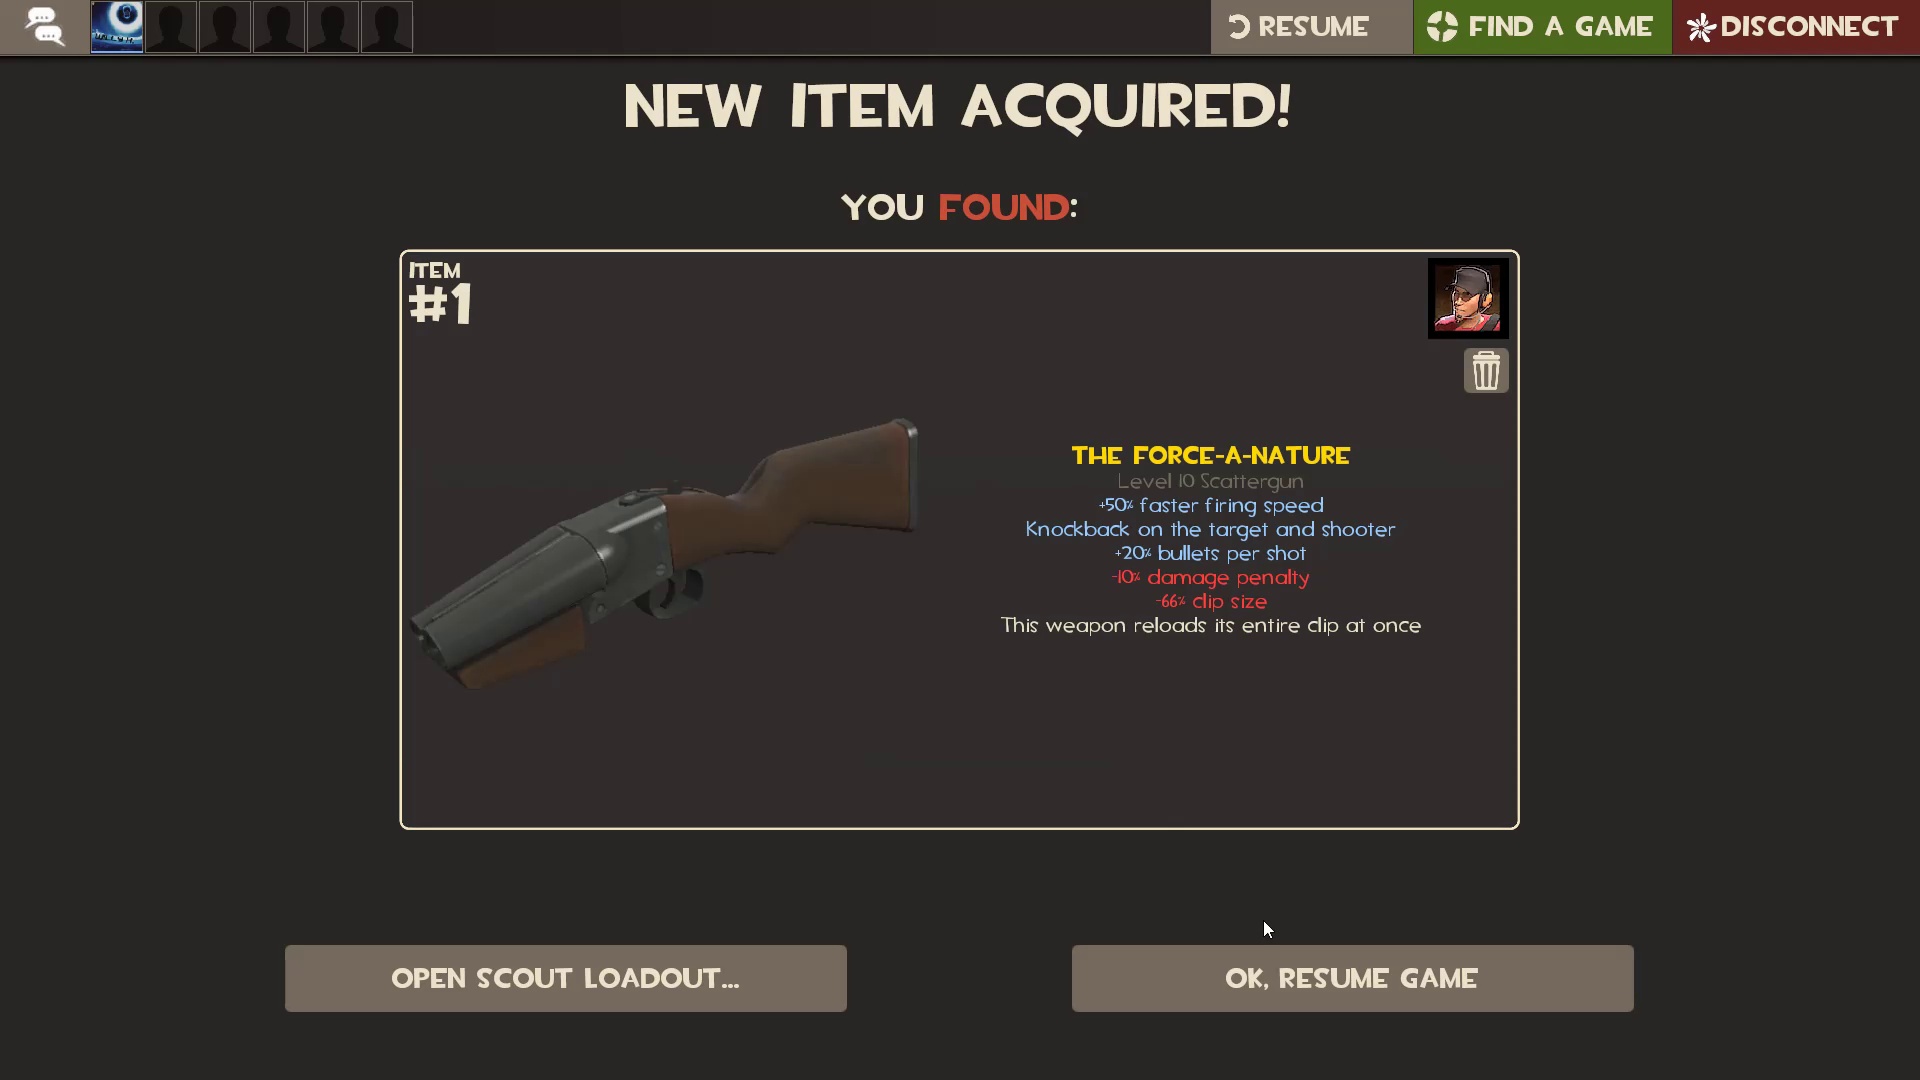 RESUME
FIND A GAME
DISCONNECT
NEW ITEM ACQUIRED!
YOU FOUND:
ITEM
#1
THE FORCE-A-NATURE
Level 10 Scattergun
+50% faster firing speed
Knockback on the target and shooter
+20% bullets per shot
-10% damage penalty
-66% clip size
This weapon reloads its entire clip at once
OPEN SCOUT LOADOUT...
OK, RESUME GAME